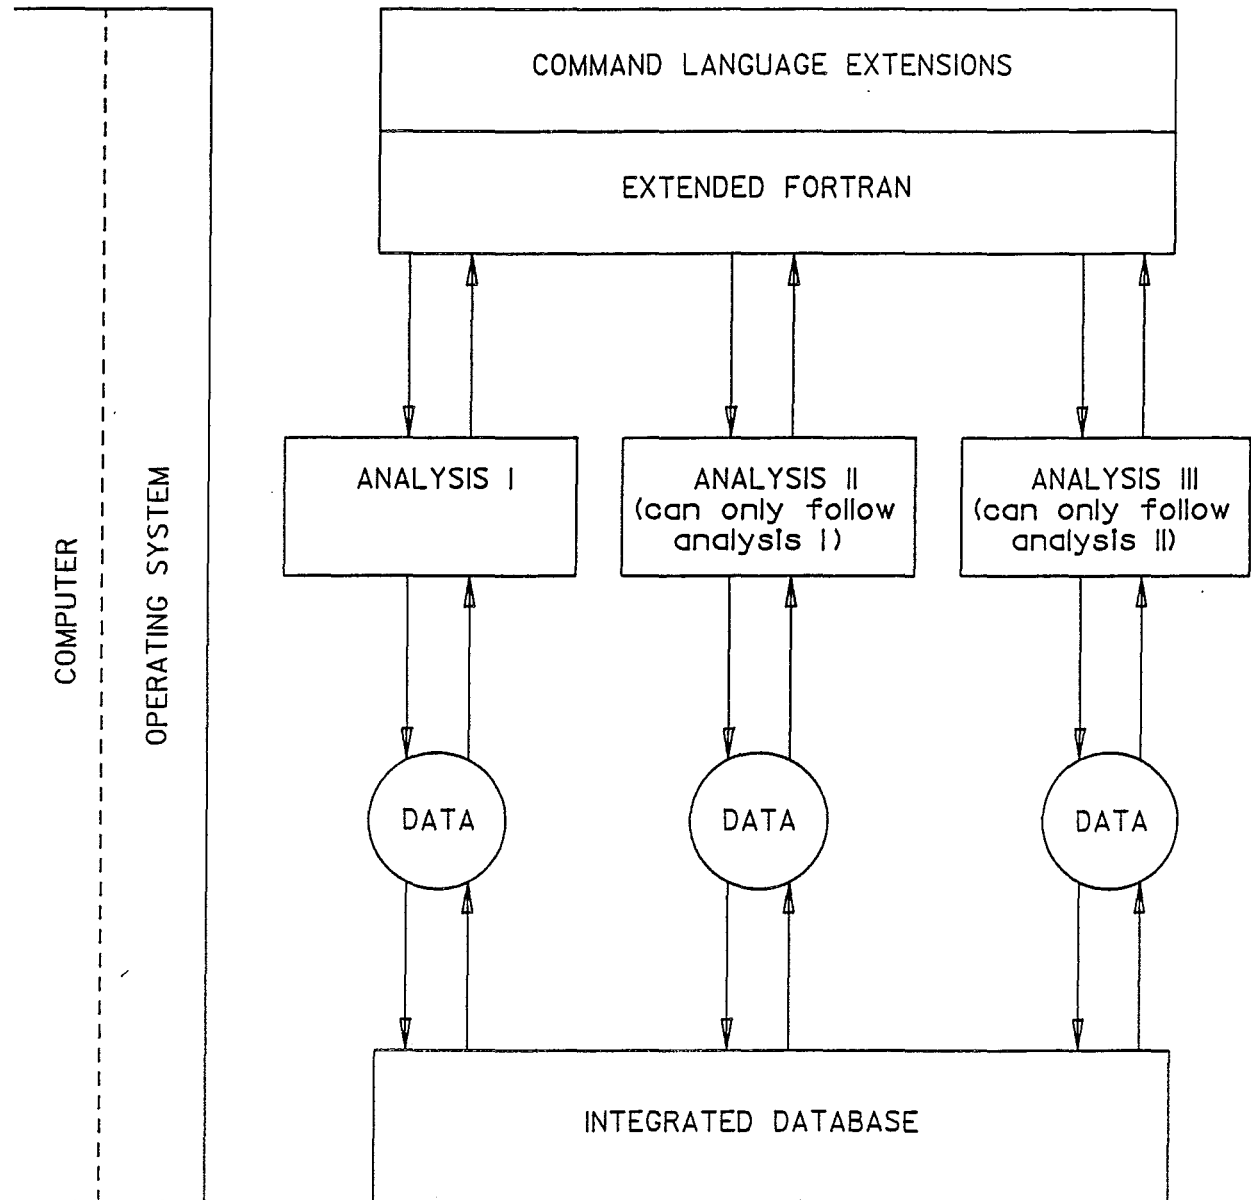 COMMAND LANGUAGE EXTENSIONS
EXTENDED FORTRAN
ANALYSIS I
ANALYSIS II
(can only follow
analysis I)
ANALYSIS III
(can only follow
analysis II)
COMPUTER
OPERATING SYSTEM
DATA
DATA
DATA
INTEGRATED DATABASE